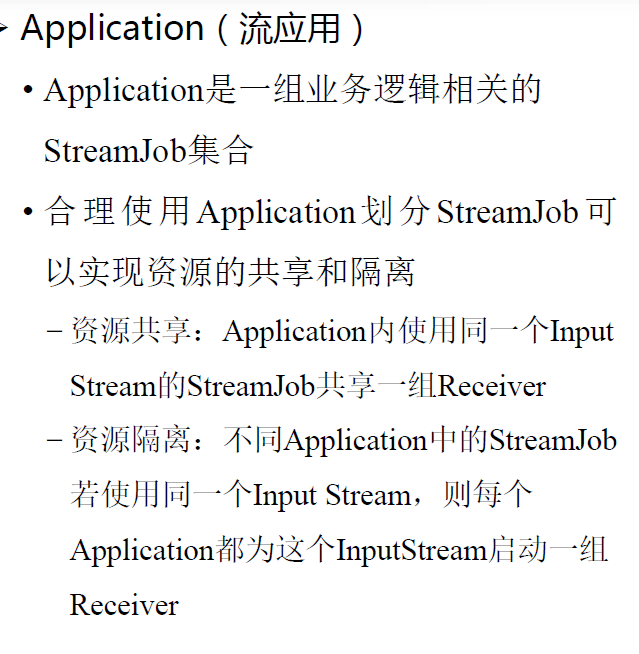 ➢ Application（流应用）
• Application是一组业务逻辑相关的
StreamJob集合
• 合理使用Application划分StreamJob可
以实现资源的共享和隔离
– 资源共享：Application内使用同一个Input
Stream的StreamJob共享一组Receiver
– 资源隔离：不同Application中的StreamJob
若使用同一个Input Stream，则每个
Application都为这个InputStream启动一组
Receiver